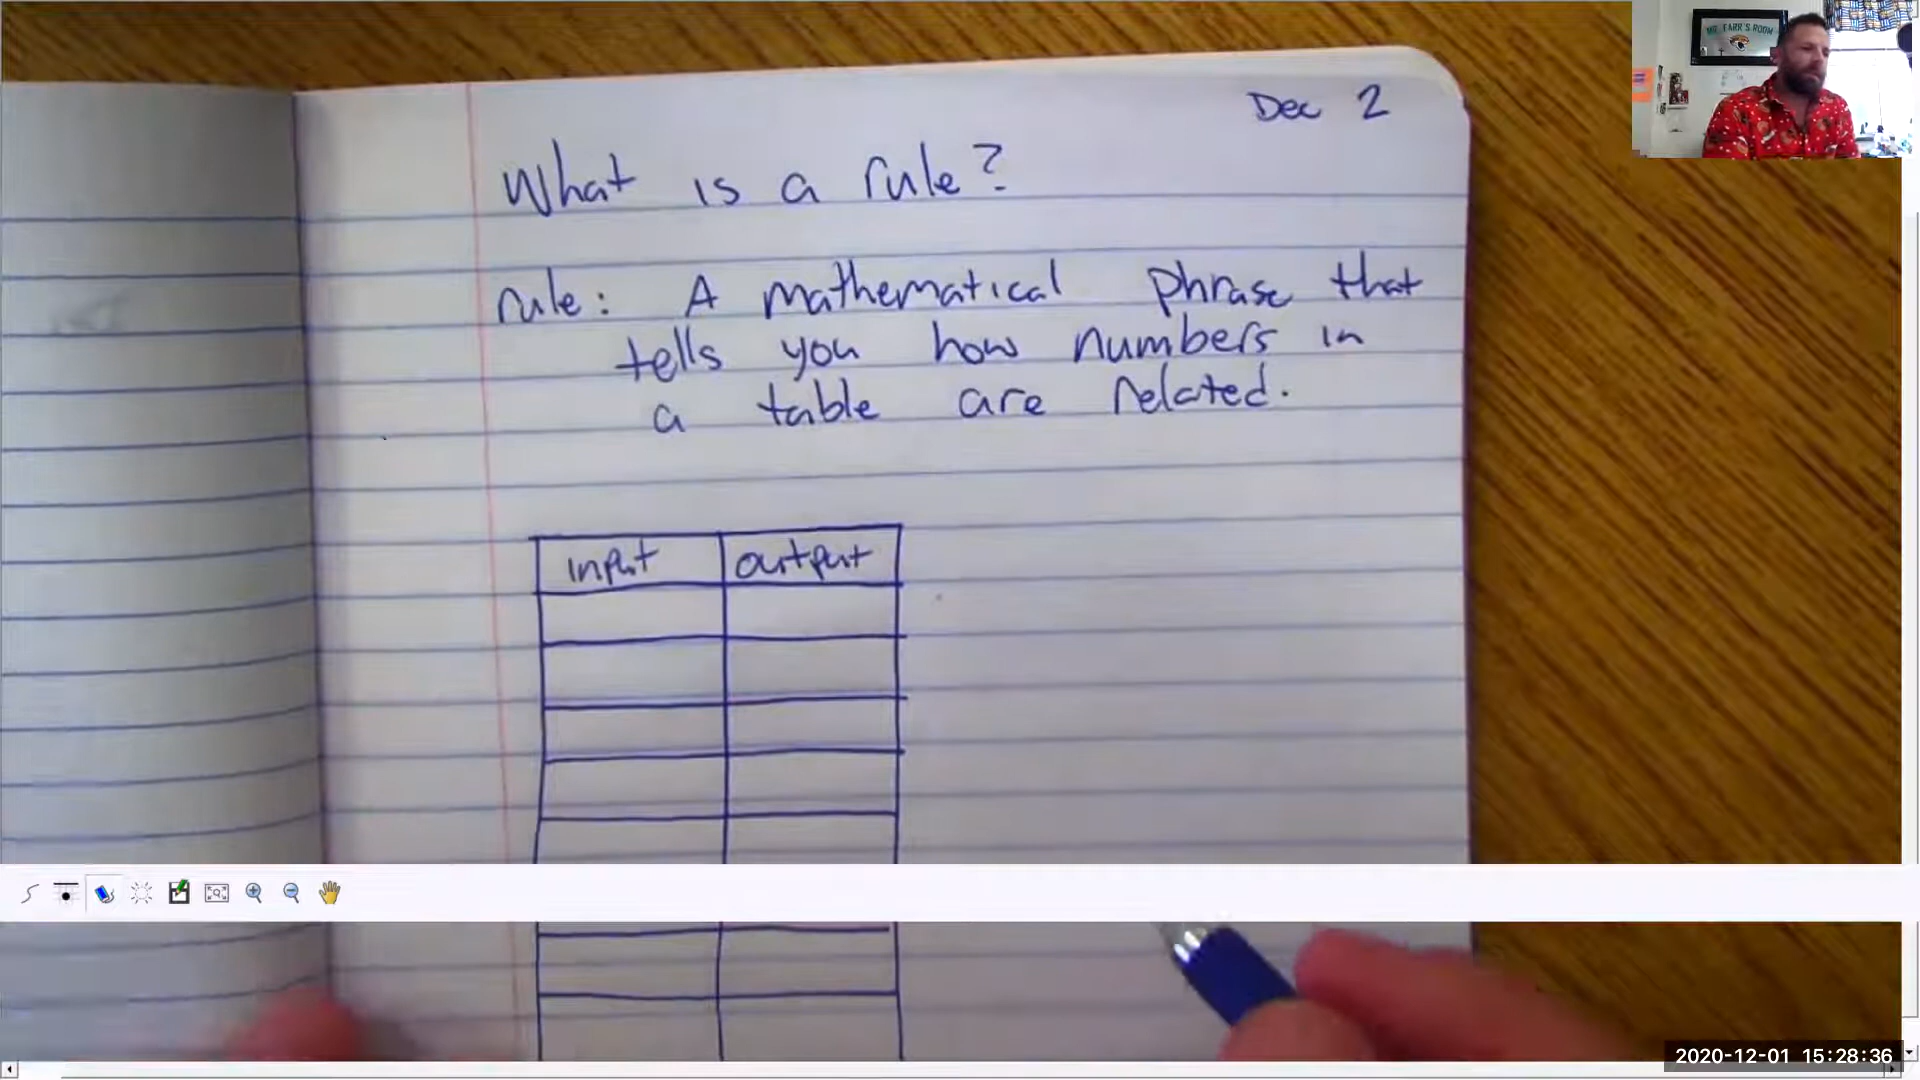 MR. FARR'S ROOM
Dec 2
What is a rule?
rule: A mathematical phrase that
tells you how numbers in
a table are related.
input output
2020-12-01 15:28:36